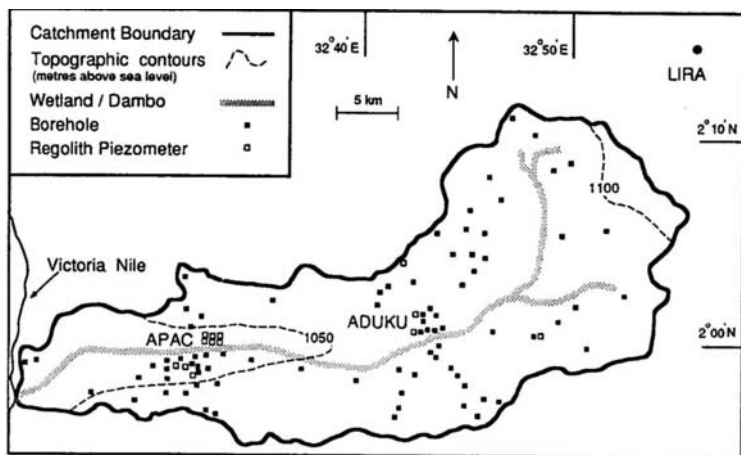 Catchment Boundary
Topographic contours
(metres above sea level)
Wetland / Dambo
Borehole
Regolith Piezometer
32° 40' E
32° 50' E
LIRA
N
5 km
2° 10' N
1100
Victoria Nile
APAC
1050
ADUKU
2° 00' N